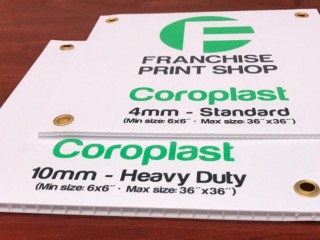 F
FRANCHISE
PRINT SHOP
Coroplast
4mm - Standard
(Min size: 6x6" · Max size: 36"x36")
Coroplast
10mm - Heavy Duty
(Min size: 6x6" · Max size: 36"x36")